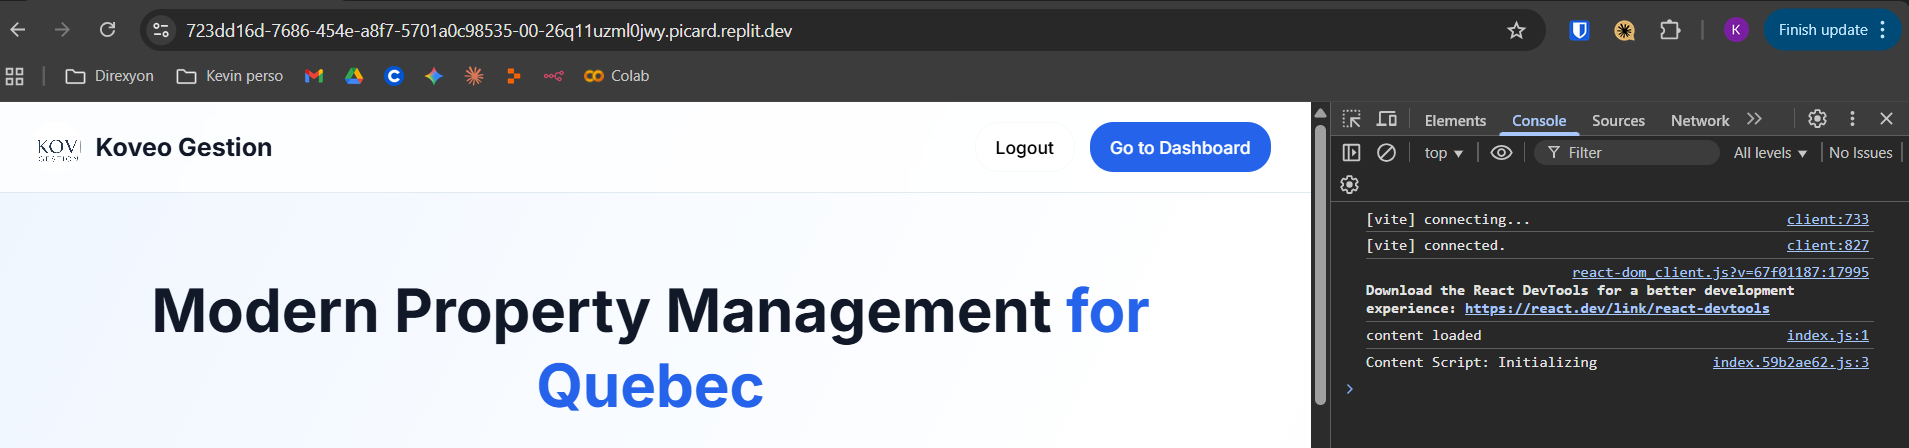 723dd16d-7686-454e-a8f7-5701a0c98535-00-26q11uzml0jwy.picard.replit.dev
K
Finish update
Direxyon
Kevin perso
Colab
KOV
GESTION
Koveo Gestion
Logout
Go to Dashboard
Modern Property Management for
Quebec
Elements
Console
Sources
Network
top
Filter
All levels
No Issues
[vite] connecting... client:733
[vite] connected. client:827
react-dom_client.js?v=67f01187:17995
Download the React DevTools for a better development
experience: https://react.dev/link/react-devtools
content loaded index.js:1
Content Script: Initializing index.59b2ae62.js:3